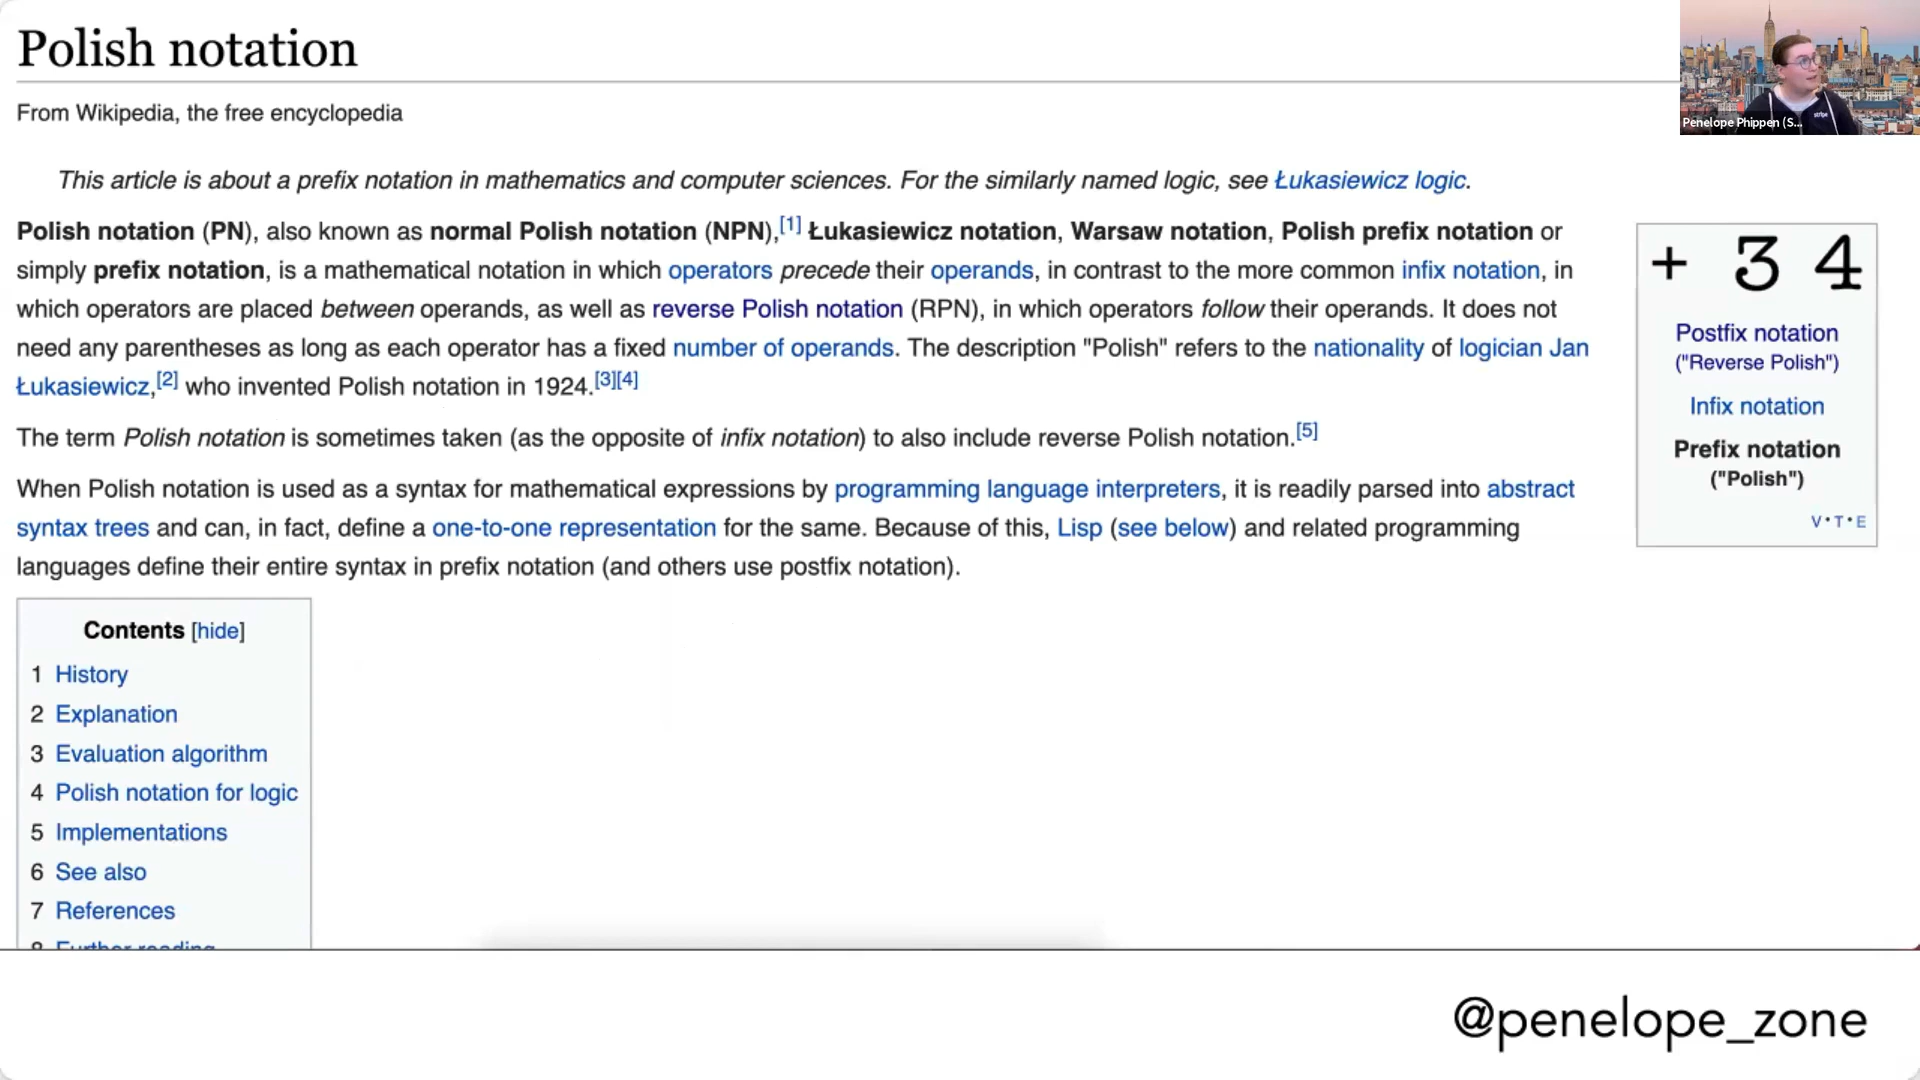 Polish notation
From Wikipedia, the free encyclopedia
Penelope Phippen (S...
stripe
This article is about a prefix notation in mathematics and computer sciences. For the similarly named logic, see Łukasiewicz logic.
Polish notation (PN), also known as normal Polish notation (NPN),[1] Łukasiewicz notation, Warsaw notation, Polish prefix notation or
simply prefix notation, is a mathematical notation in which operators precede their operands, in contrast to the more common infix notation, in
which operators are placed between operands, as well as reverse Polish notation (RPN), in which operators follow their operands. It does not
need any parentheses as long as each operator has a fixed number of operands. The description "Polish" refers to the nationality of logician Jan
Łukasiewicz,[2] who invented Polish notation in 1924.[3][4]
The term Polish notation is sometimes taken (as the opposite of infix notation) to also include reverse Polish notation.[5]
When Polish notation is used as a syntax for mathematical expressions by programming language interpreters, it is readily parsed into abstract
syntax trees and can, in fact, define a one-to-one representation for the same. Because of this, Lisp (see below) and related programming
languages define their entire syntax in prefix notation (and others use postfix notation).
+ 3 4
Postfix notation
("Reverse Polish")
Infix notation
Prefix notation
("Polish")
V•T•E
Contents [hide]
1 History
2 Explanation
3 Evaluation algorithm
4 Polish notation for logic
5 Implementations
6 See also
7 References
8 Further reading
@penelope_zone